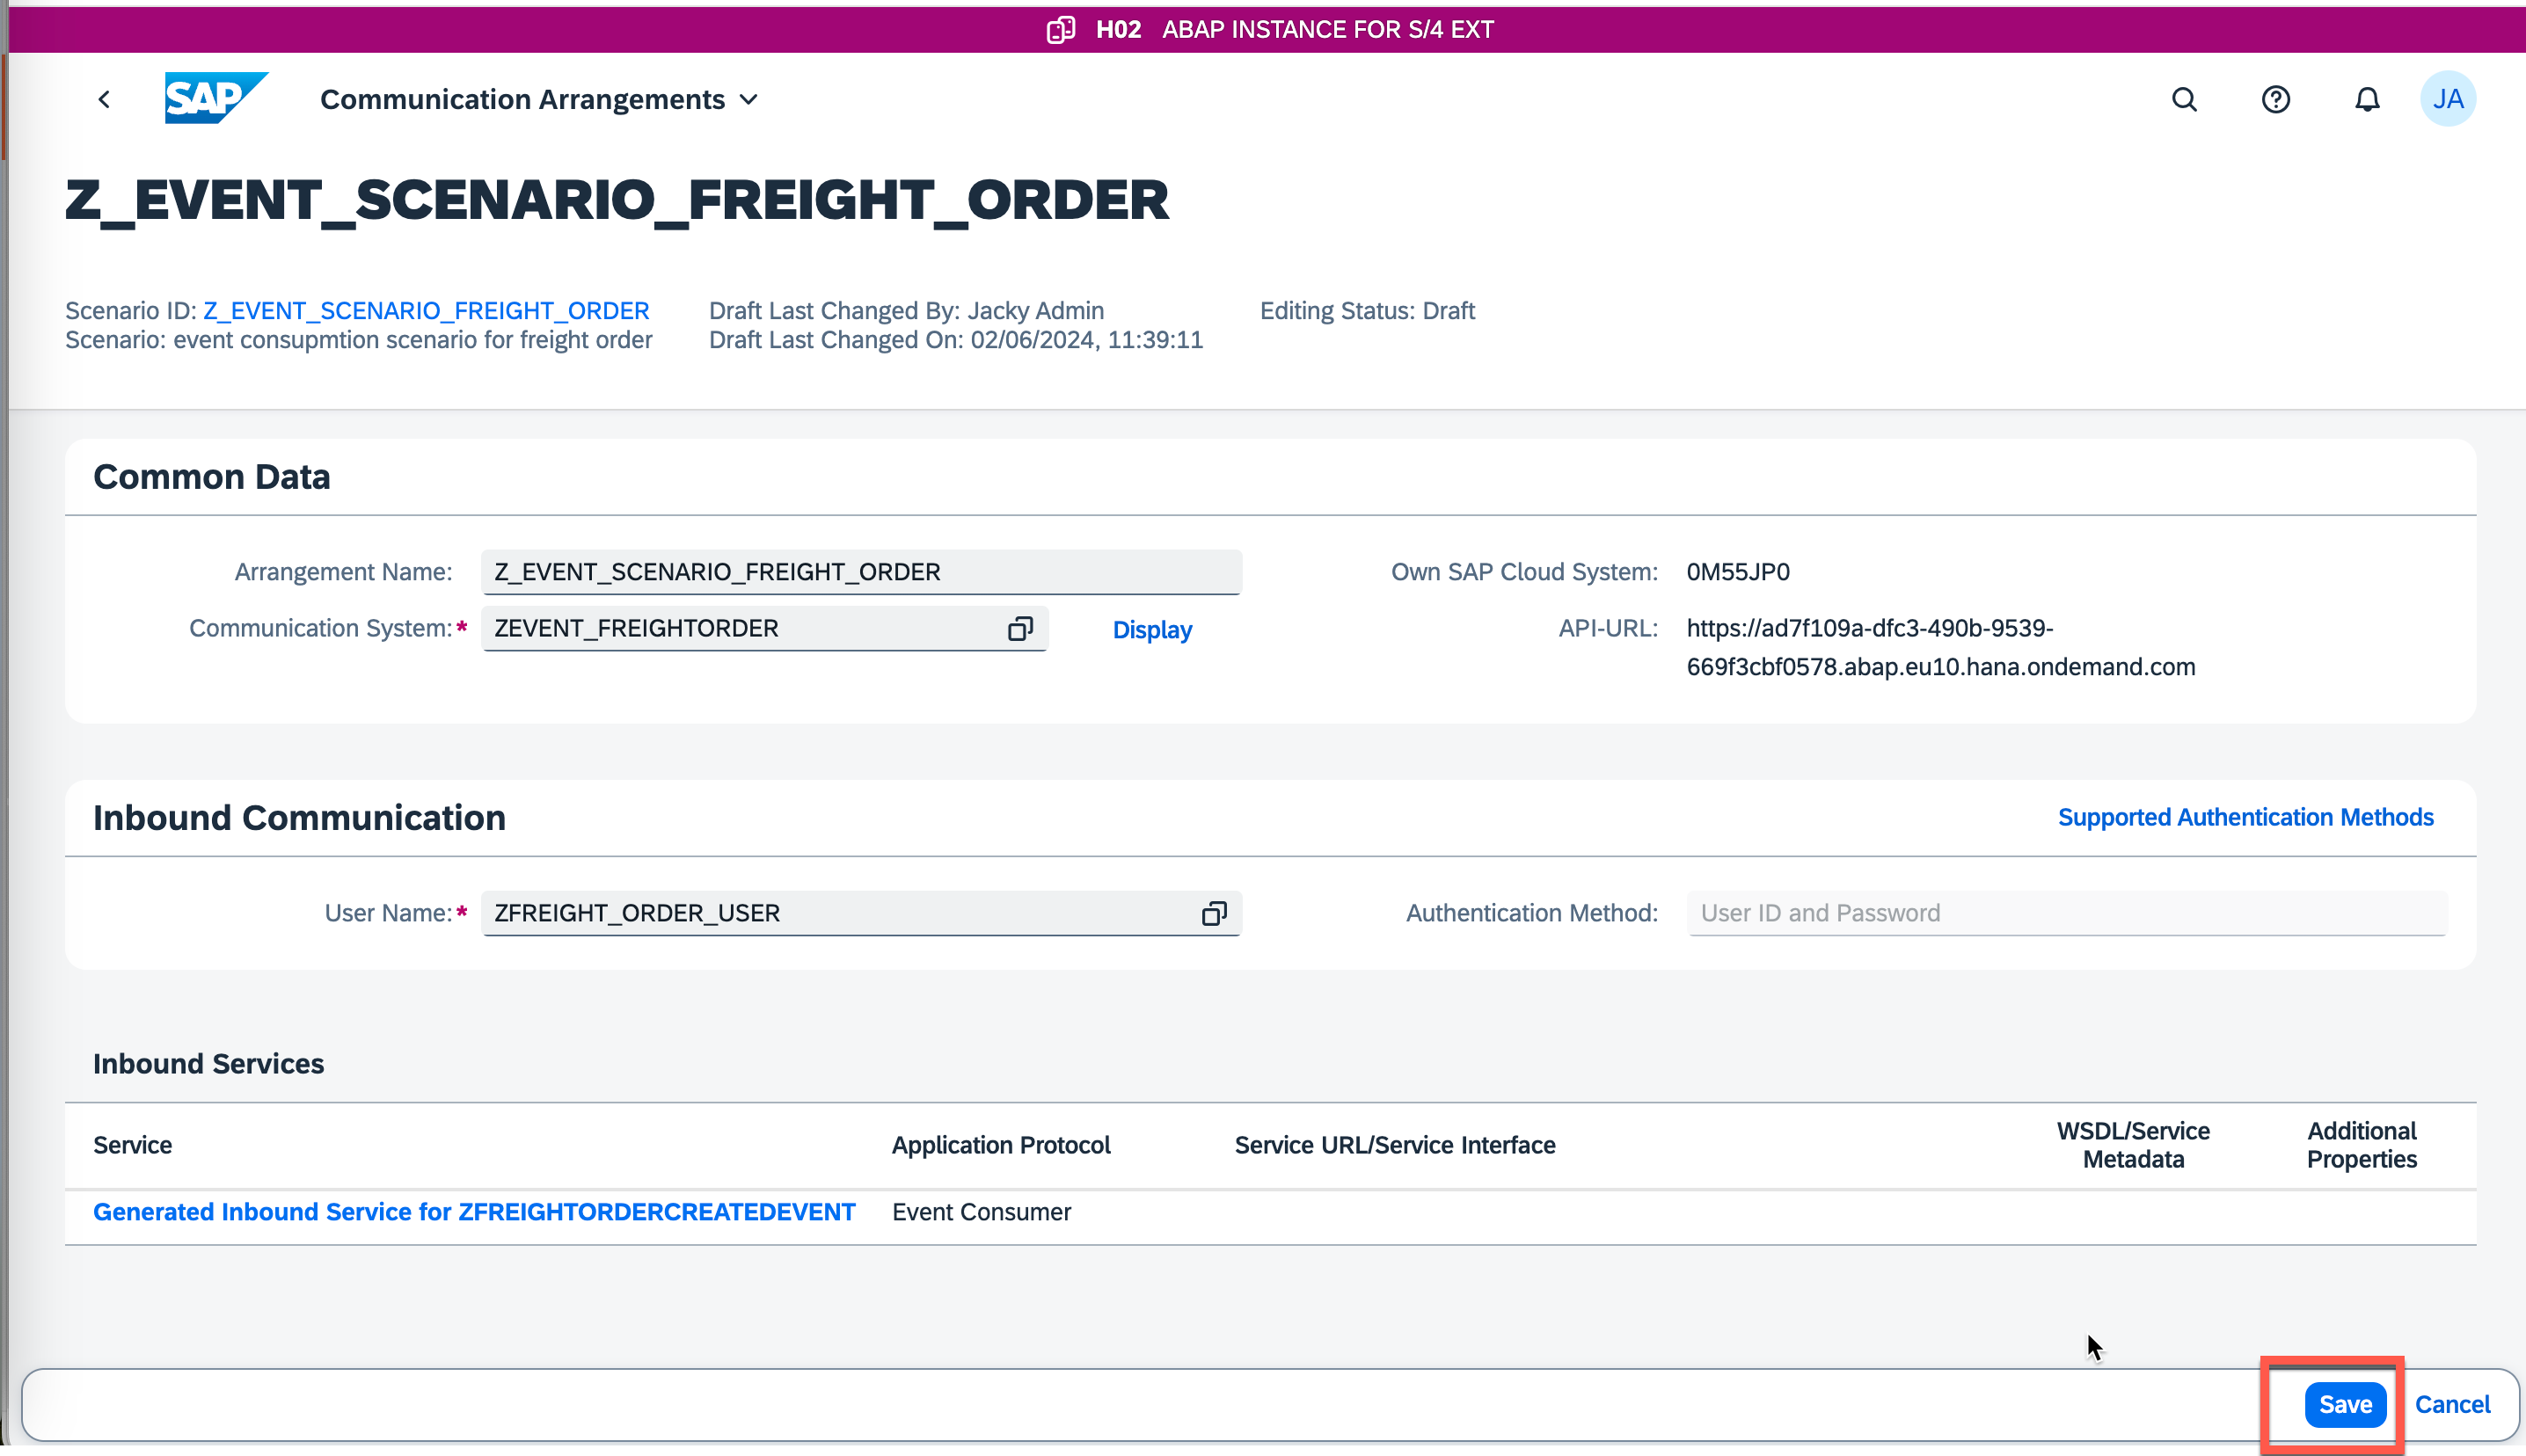 H02 ABAP INSTANCE FOR S/4 EXT
SAP Communication Arrangements JA
Z_EVENT_SCENARIO_FREIGHT_ORDER
Scenario ID: Z_EVENT_SCENARIO_FREIGHT_ORDER Draft Last Changed By: Jacky Admin Editing Status: Draft
Scenario: event consupmtion scenario for freight order Draft Last Changed On: 02/06/2024, 11:39:11
Common Data
Arrangement Name: Z_EVENT_SCENARIO_FREIGHT_ORDER Own SAP Cloud System: 0M55JP0
Communication System:* ZEVENT_FREIGHTORDER Display API-URL: https://ad7f109a-dfc3-490b-9539-
669f3cbf0578.abap.eu10.hana.ondemand.com
Inbound Communication Supported Authentication Methods
User Name:* ZFREIGHT_ORDER_USER Authentication Method: User ID and Password
Inbound Services
Service Application Protocol Service URL/Service Interface WSDL/Service Metadata Additional Properties
Generated Inbound Service for ZFREIGHTORDERCREATEDEVENT Event Consumer
Save Cancel